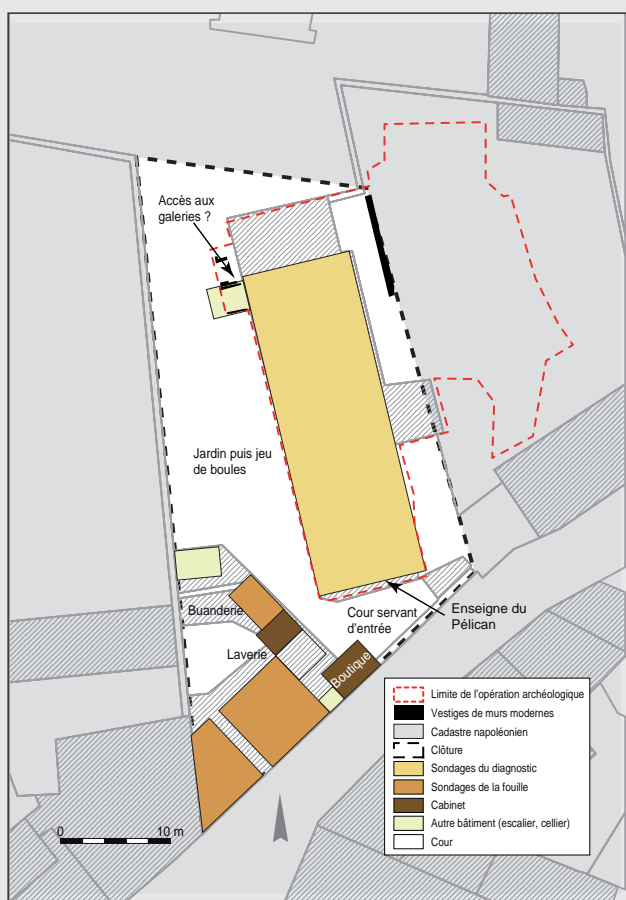 Accès aux
galeries ?
Jardin puis jeu
de boules
Buanderie
Laverie
Cour servant
d'entrée
Enseigne du
Pélican
Boutique
Limite de l'opération archéologique
Vestiges de murs modernes
Cadastre napoléonien
Clôture
Sondages du diagnostic
Sondages de la fouille
Cabinet
Autre bâtiment (escalier, cellier)
Cour
0 10 m